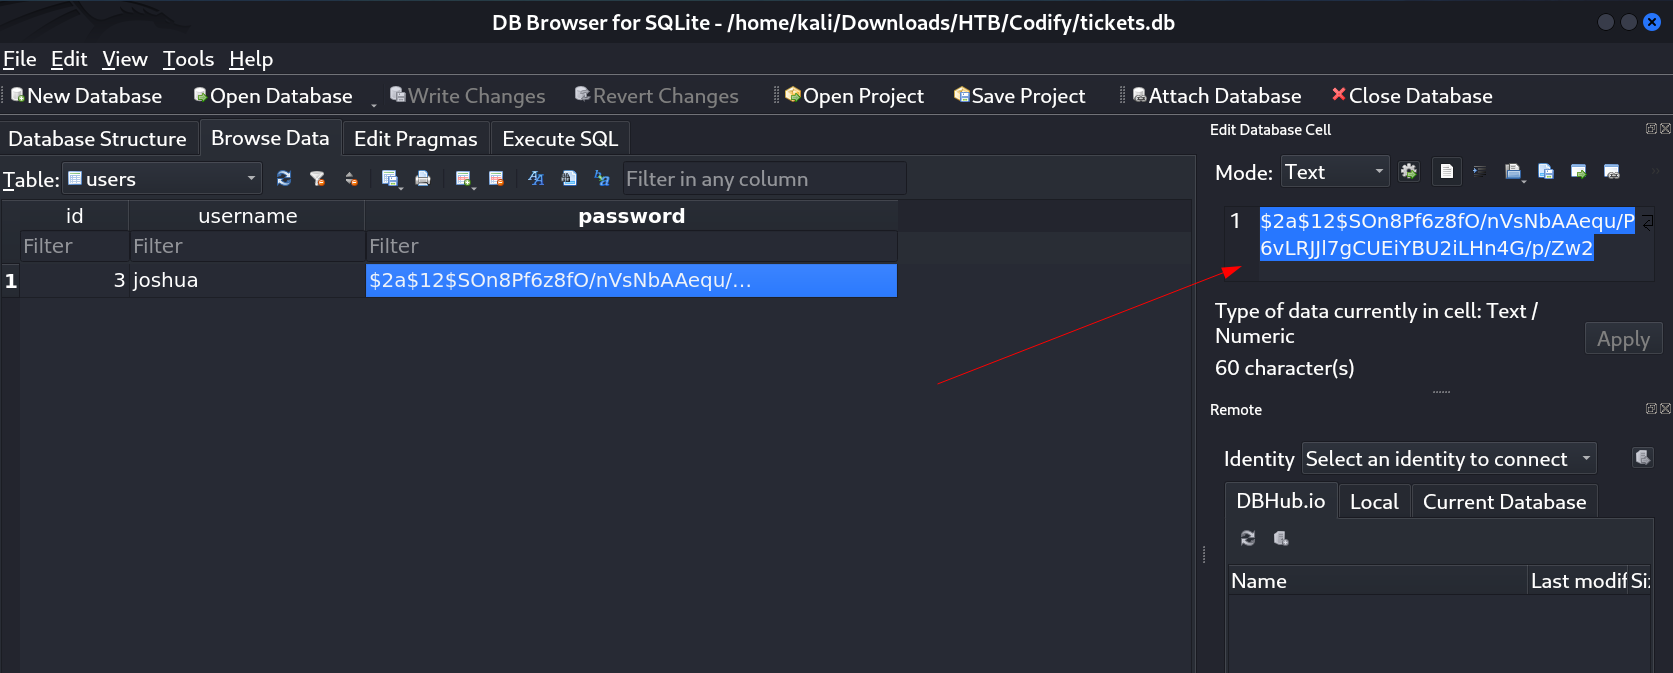 DB Browser for SQLite - /home/kali/Downloads/HTB/Codify/tickets.db
File Edit View Tools Help
New Database Open Database Write Changes Revert Changes Open Project Save Project Attach Database Close Database
Database Structure Browse Data Edit Pragmas Execute SQL
Table: users Filter in any column
id username password
Filter Filter Filter
1 3 joshua $2a$12$SOn8Pf6z8fO/nVsNbAAequ/...
Edit Database Cell
Mode: Text
1 $2a$12$SOn8Pf6z8fO/nVsNbAAequ/P
6vLRJJl7gCUEiYBU2iLHn4G/p/Zw2
Type of data currently in cell: Text /
Numeric
Apply
60 character(s)
Remote
Identity Select an identity to connect
DBHub.io Local Current Database
Name Last modif Siz